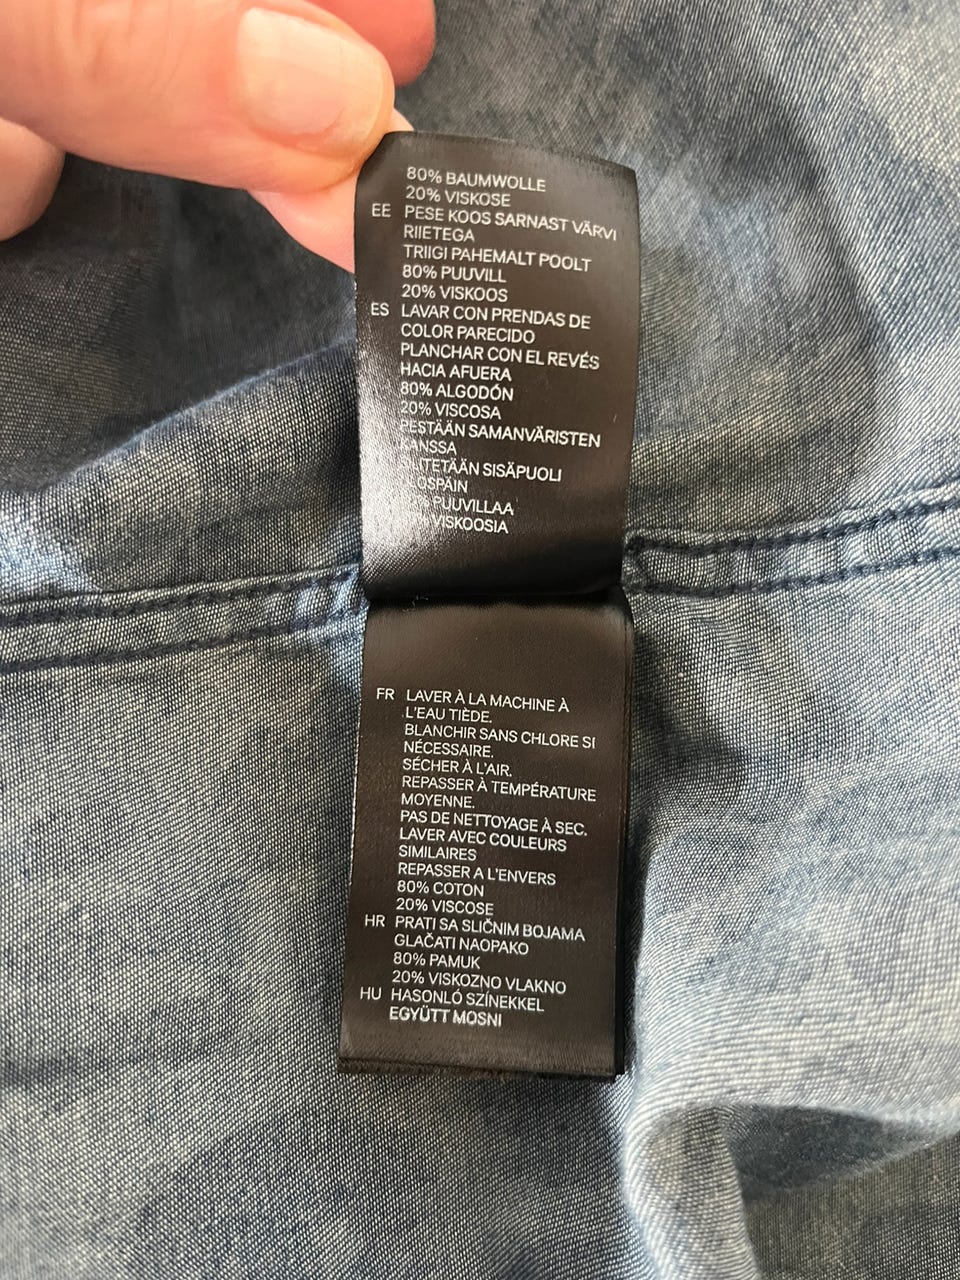 80% BAUMWOLLE
20% VISKOSE
EE PESE KOOS SARNAST VÄRVI
RIIETEGA
TRIIGI PAHEMALT POOLT
80% PUUVILL
20% VISKOOS
ES LAVAR CON PRENDAS DE
COLOR PARECIDO
PLANCHAR CON EL REVÉS
HACIA AFUERA
80% ALGODÓN
20% VISCOSA
PESTÄÄN SAMANVÄRISTEN
KANSSA
SISÄPUOLI
PUUVILLAA
VISKOOSIA
FR LAVER À LA MACHINE À
L'EAU TIÈDE.
BLANCHIR SANS CHLORE SI
NÉCESSAIRE.
SÉCHER À L'AIR.
REPASSER À TEMPÉRATURE
MOYENNE.
PAS DE NETTOYAGE À SEC.
LAVER AVEC COULEURS
SIMILAIRES
REPASSER A L'ENVERS
80% COTON
20% VISCOSE
HR PRATI SA SLIČNIM BOJAMA
GLAČATI NAOPAKO
80% PAMUK
20% VISKOZNO VLAKNO
HU HASONLÓ SZÍNEKKEL
EGYÜTT MOSNI